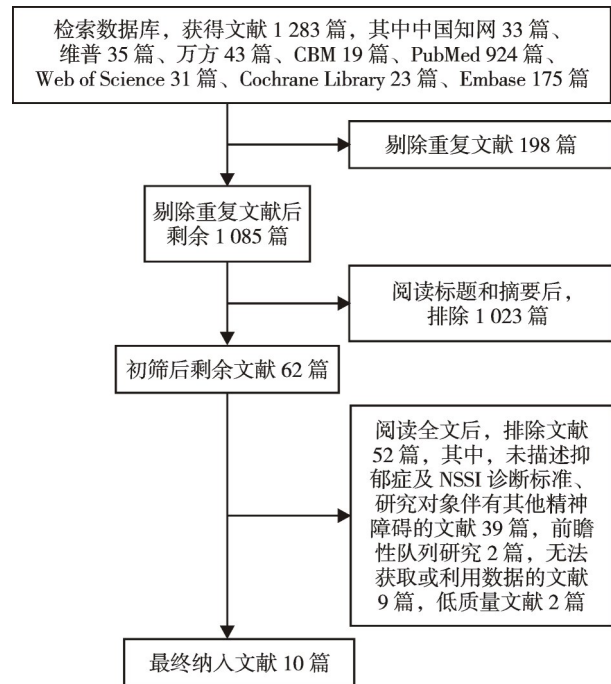 检索数据库，获得文献 1 283 篇，其中中国知网 33 篇、
维普 35 篇、万方 43 篇、CBM 19 篇、PubMed 924 篇、
Web of Science 31 篇、Cochrane Library 23 篇、Embase 175 篇
剔除重复文献 198 篇
剔除重复文献后
剩余 1 085 篇
阅读标题和摘要后，
排除 1 023 篇
初筛后剩余文献 62 篇
阅读全文后，排除文献
52 篇，其中，未描述抑
郁症及 NSSI 诊断标准、
研究对象伴有其他精神
障碍的文献 39 篇，前瞻
性队列研究 2 篇，无法
获取或利用数据的文献
9 篇，低质量文献 2 篇
最终纳入文献 10 篇